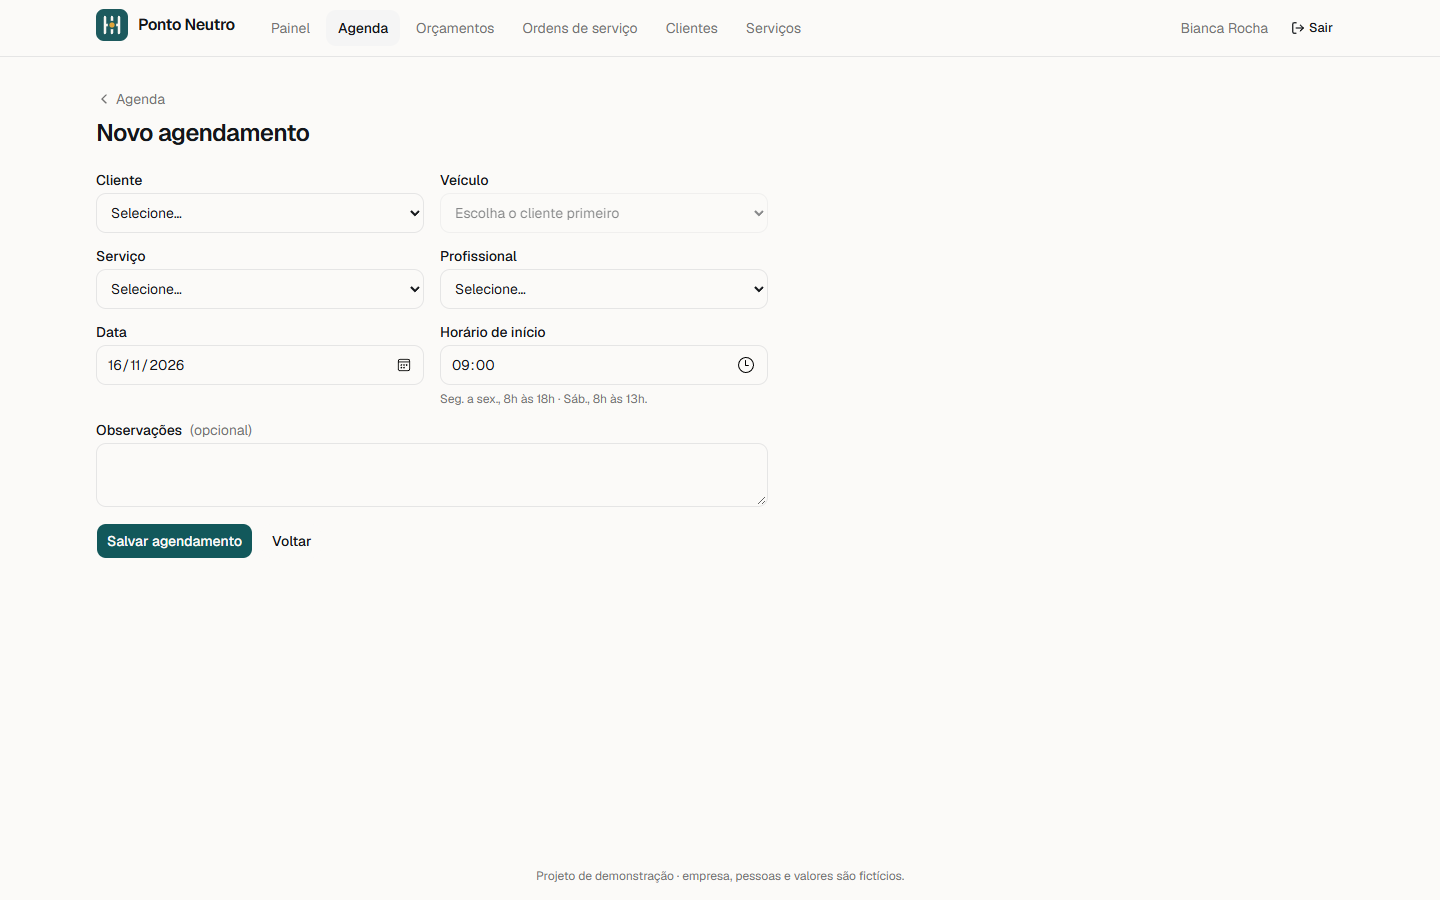 Ponto Neutro
Painel
Agenda
Orçamentos
Ordens de serviço
Clientes
Serviços
Bianca Rocha
Sair
Agenda
Novo agendamento
Cliente
Veículo
Selecione...
Escolha o cliente primeiro
Serviço
Profissional
Selecione...
Selecione...
Data
Horário de início
16/11/2026
09:00
Seg. a sex., 8h às 18h · Sáb., 8h às 13h.
Observações (opcional)
Salvar agendamento
Voltar
Projeto de demonstração · empresa, pessoas e valores são fictícios.